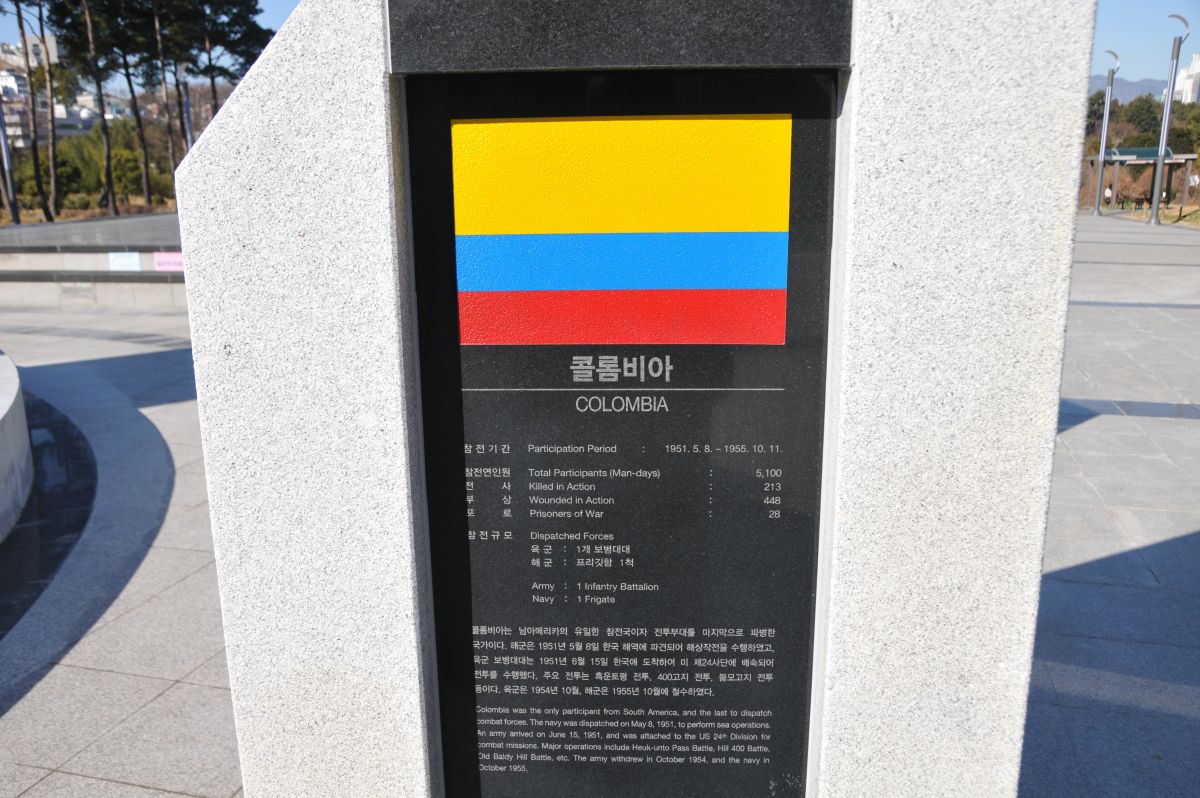 콜롬비아
COLOMBIA
참전기간 Participation Period : 1951. 5. 8. – 1955. 10. 11.
참전연인원 Total Participants (Man-days) : 5,100
전 사 Killed in Action : 213
부 상 Wounded in Action : 448
포 로 Prisoners of War : 28
참전규모 Dispatched Forces
육 군 : 1개 보병대대
해 군 : 프리깃함 1척
Army : 1 Infantry Battalion
Navy : 1 Frigate
콜롬비아는 남아메리카의 유일한 참전국이자 전투부대를 마지막으로 파병한
국가이다. 해군은 1951년 5월 8일 한국 해역에 파견되어 해상작전을 수행하였고,
육군 보병대대는 1951년 6월 15일 한국에 도착하여 미 제24사단에 배속되어
전투를 수행했다. 주요 전투는 흑운토령 전투, 400고지 전투, 불모고지 전투
등이다. 육군은 1954년 10월, 해군은 1955년 10월에 철수하였다.
Colombia was the only participant from South America, and the last to dispatch
combat forces. The navy was dispatched on May 8, 1951, to perform sea operations.
An army arrived on June 15, 1951, and was attached to the US 24th Division for
combat missions. Major operations include Heuk-unto Pass Battle, Hill 400 Battle,
Old Baldy Hill Battle, etc. The army withdrew in October 1954, and the navy in
October 1955.